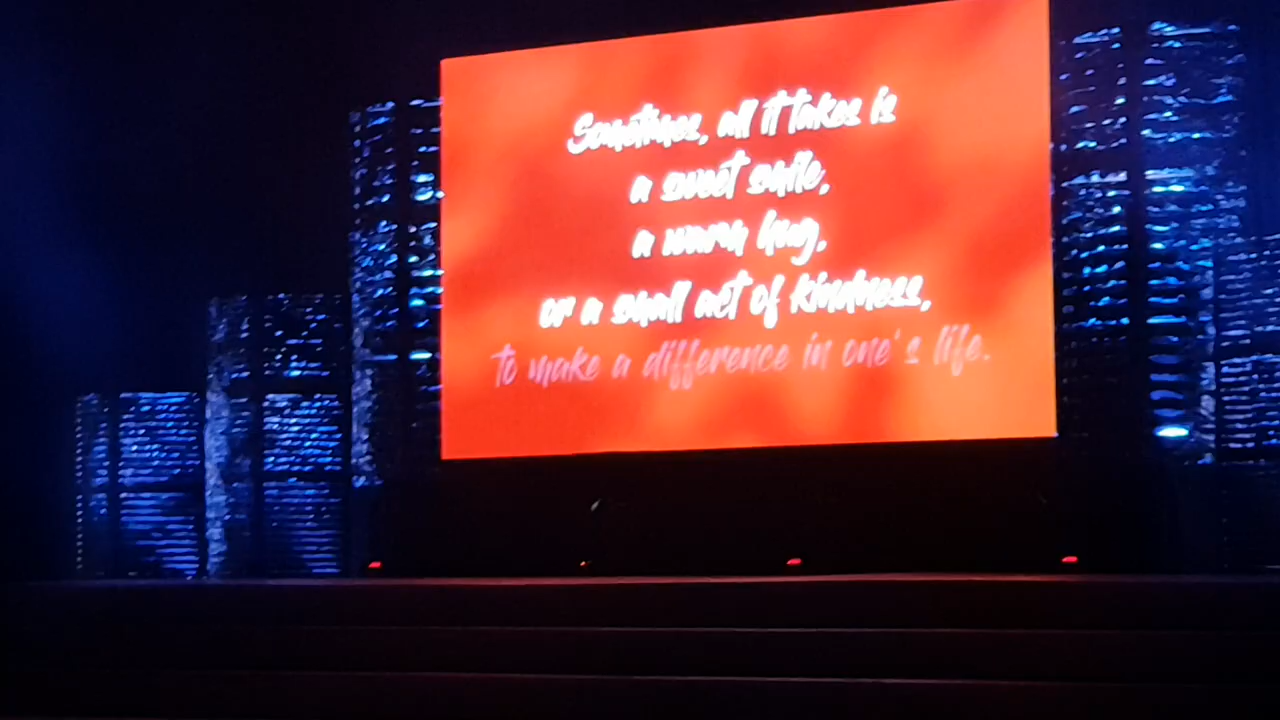 Sometimes, all it takes is
a sweet smile,
a warm hug,
or a small act of kindness,
to make a difference in one's life.